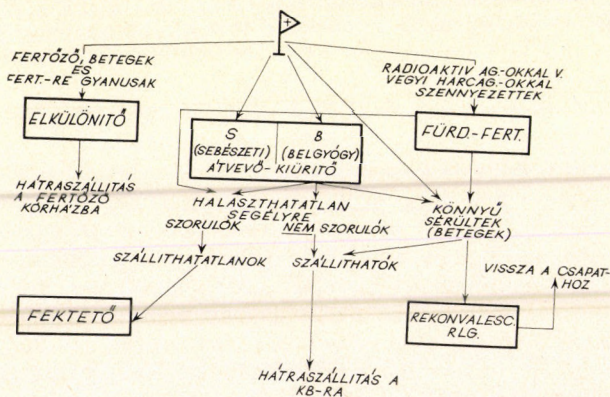 FERTŐZŐ, BETEGEK
ÉS
FERT.-RE GYANUSAK
RADIOAKTIV AG.-OKKAL V.
VEGYI HARCAG.-OKKAL
SZENNYEZETTEK
ELKÜLÖNITŐ
S
(SEBÉSZETI)
B
(BELGYÓGY)
ÁTVEVŐ-KIÜRITŐ
FÜRD.-FERT.
HÁTRASZÁLLITÁS
A FERTŐZŐ
KÓRHÁZBA
HALASZTHATATLAN
SEGÉLYRE
SZORULÓK
NEM SZORULÓK
KÖNNYŰ
SÉRÜLTEK
(BETEGEK)
SZÁLLITHATATLANOK
SZÁLLITHATÓK
VISSZA A CSAPAT-
HOZ
FEKTETŐ
REKONVALESC.
RLG.
HÁTRASZÁLLITÁS A
KB-RA